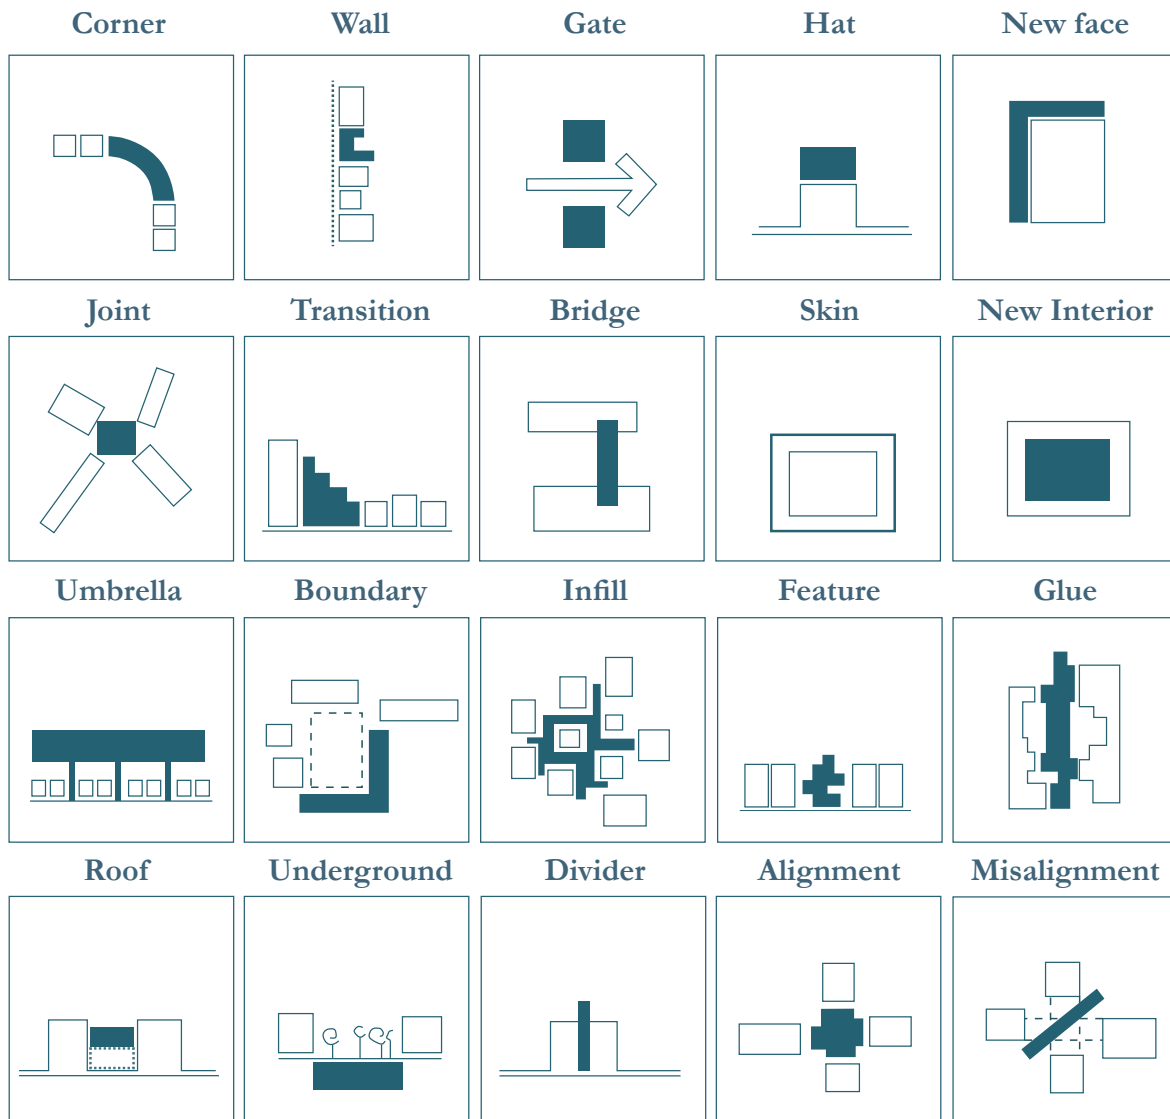 Corner Wall Gate Hat New face
Joint Transition Bridge Skin New Interior
Umbrella Boundary Infill Feature Glue
Roof Underground Divider Alignment Misalignment